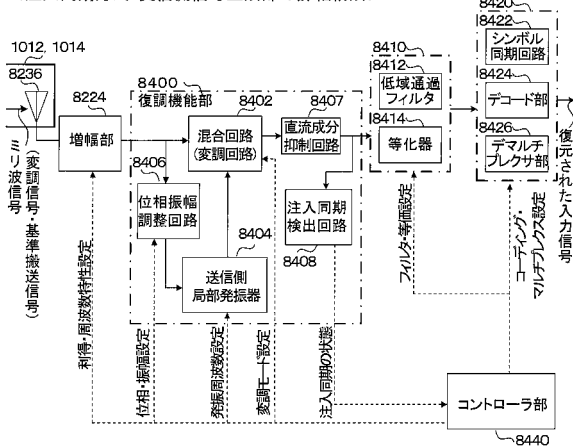 8420
1012, 1014
8236
8224
増幅部
8400
復調機能部
8402
混合回路
(変調回路)
8407
直流成分
抑制回路
8410
8412
低域通過
フィルタ
8414
等化器
8422
シンボル
同期回路
8424
デコード部
8426
デマルチ
プレクサ部
8406
位相振幅
調整回路
8404
送信側
局部発振器
注入同期
検出回路
8408
ミリ波信号
(変調信号・基準搬送信号)
利得・周波数特性設定
位相・振幅設定
発振周波数設定
変調モード設定
注入同期の状態
フィルタ・等価設定
コーディング・
マルチプレクス設定
復元された入力信号
コントローラ部
8440